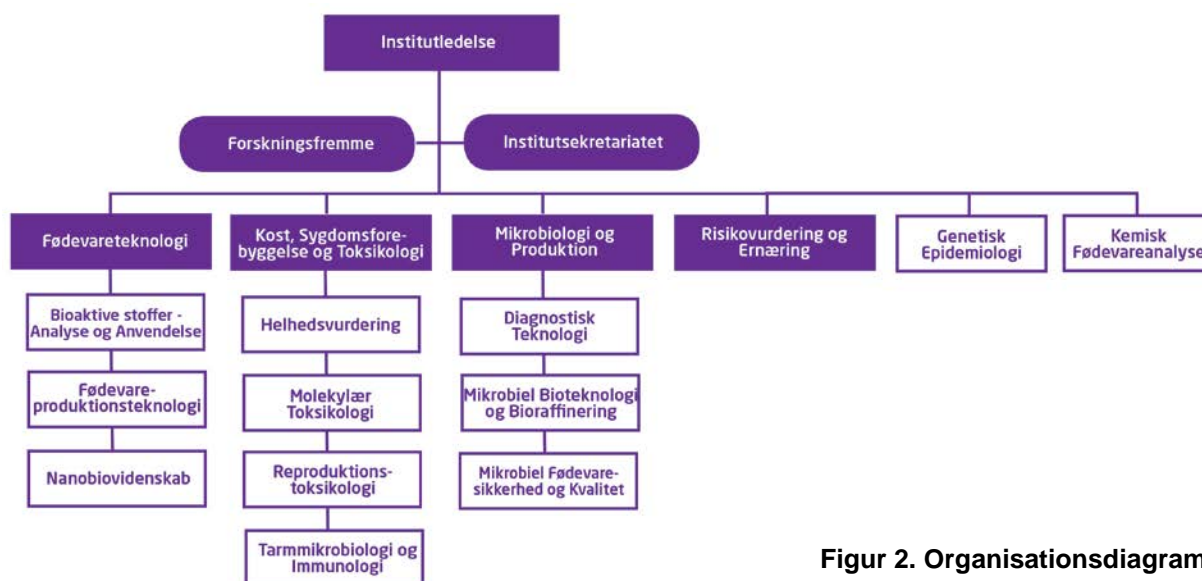 Institutledelse
Forskningsfremme
Institutsekretariatet
Fødevareteknologi
Kost, Sygdomsfore-
byggelse og Toksikologi
Mikrobiologi og
Produktion
Risikovurdering og
Ernæring
Genetisk
Epidemiologi
Kemisk
Fødevareanalyse
Bioaktive stoffer -
Analyse og Anvendelse
Fødevare-
produktionsteknologi
Nanobiovidenskab
Helhedsvurdering
Molekylær
Toksikologi
Reproduktions-
toksikologi
Tarmmikrobiologi og
Immunologi
Diagnostisk
Teknologi
Mikrobiel Bioteknologi
og Bioraffinering
Mikrobiel Fødevare-
sikkerhed og Kvalitet
Figur 2. Organisationsdiagram